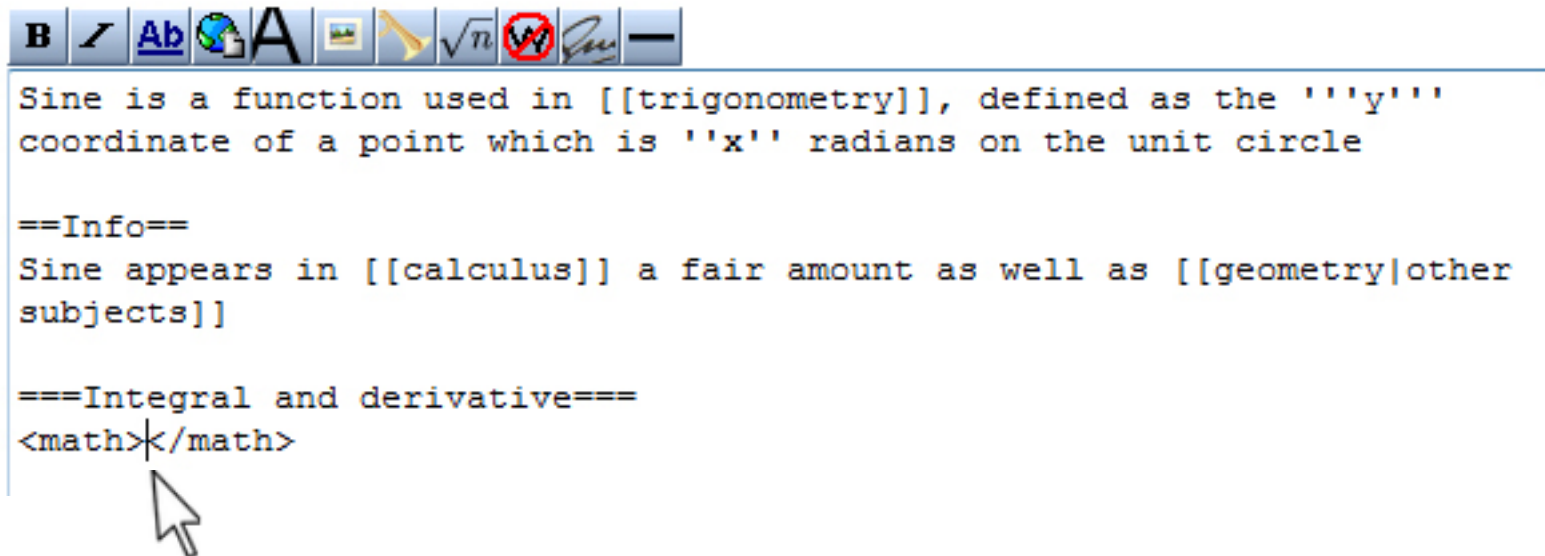 B I Ab A √n W
Sine is a function used in [[trigonometry]], defined as the '''y'''
coordinate of a point which is ''x'' radians on the unit circle
==Info==
Sine appears in [[calculus]] a fair amount as well as [[geometry|other
subjects]]
===Integral and derivative===
<math></math>